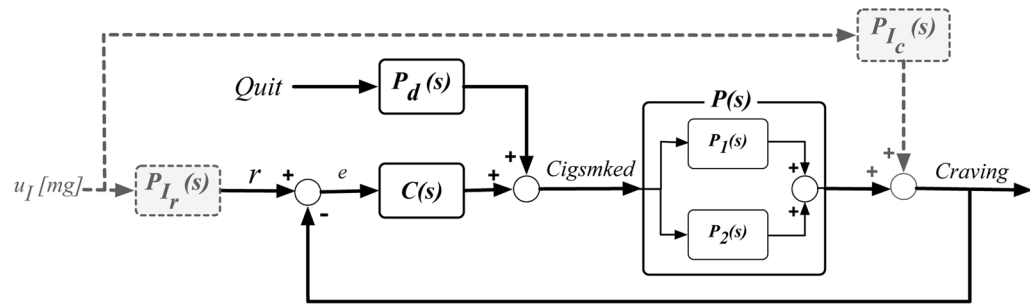 P_{I_c}(s)
Quit
P_d(s)
+
P(s)
P_1(s)
u_I [mg]
P_{I_r}(s)
r
+
e
C(s)
+
Cigsmked
+
+
+
+
Craving
-
P_2(s)